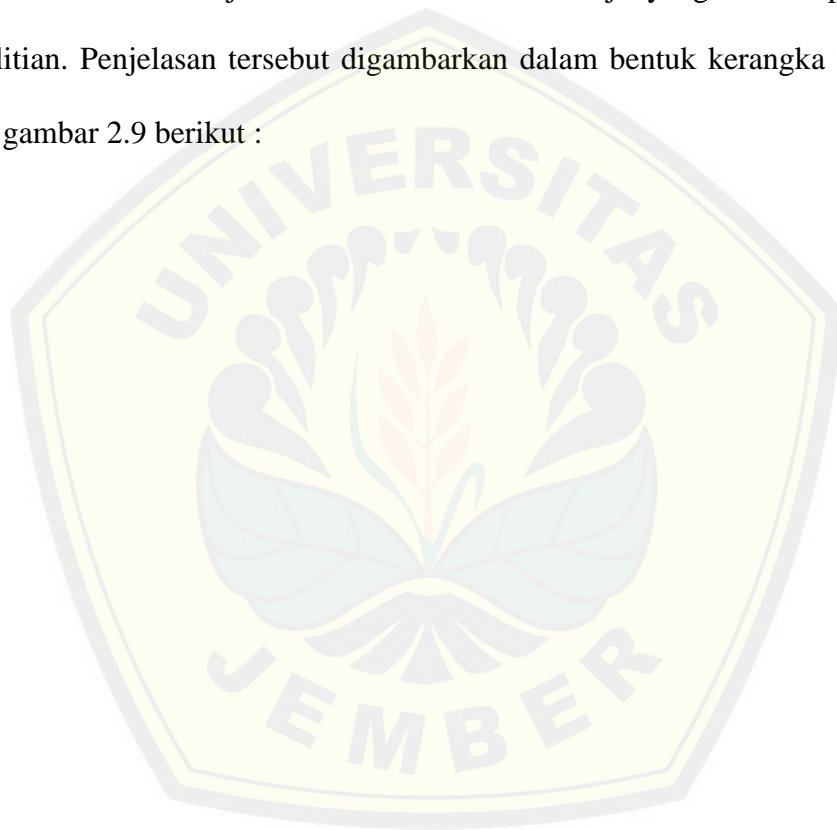 litian. Penjelasan tersebut digambarkan dalam bentuk kerangka
gambar 2.9 berikut :
UNIVERSITAS
JEMBER